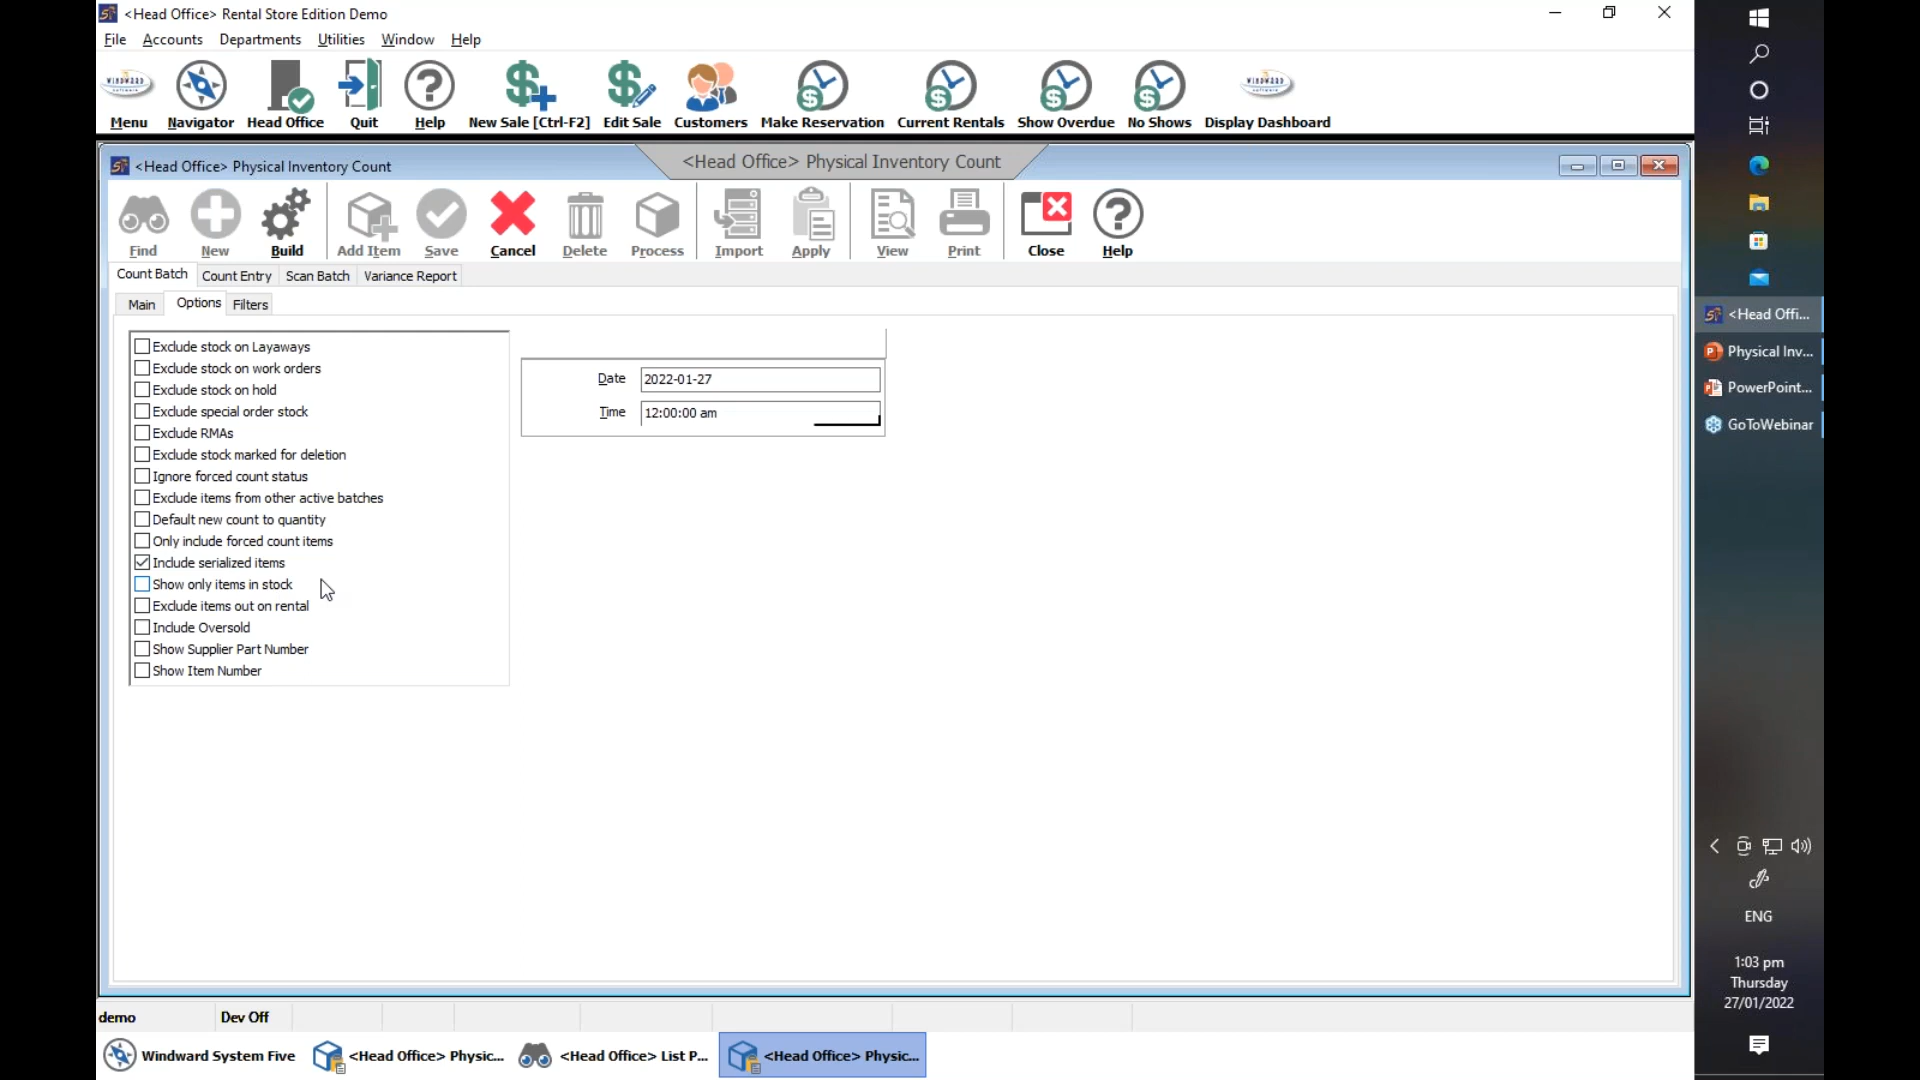 <Head Office> Rental Store Edition Demo
File Accounts Departments Utilities Window Help
WINDWARD
software
Menu Navigator Head Office Quit Help New Sale [Ctrl-F2] Edit Sale Customers Make Reservation Current Rentals Show Overdue No Shows Display Dashboard
<Head Office> Physical Inventory Count
<Head Office> Physical Inventory Count
Find New Build Add Item Save Cancel Delete Process Import Apply View Print Close Help
Count Batch Count Entry Scan Batch Variance Report
Main Options Filters
Exclude stock on Layaways
Exclude stock on work orders
Exclude stock on hold
Exclude special order stock
Exclude RMAs
Exclude stock marked for deletion
Ignore forced count status
Exclude items from other active batches
Default new count to quantity
Only include forced count items
Include serialized items
Show only items in stock
Exclude items out on rental
Include Oversold
Show Supplier Part Number
Show Item Number
Date 2022-01-27
Time 12:00:00 am
demo Dev Off
Windward System Five <Head Office> Physic... <Head Office> List P... <Head Office> Physic...
<Head Offi...
Physical Inv...
PowerPoint...
GoToWebinar
ENG
1:03 pm
Thursday
27/01/2022